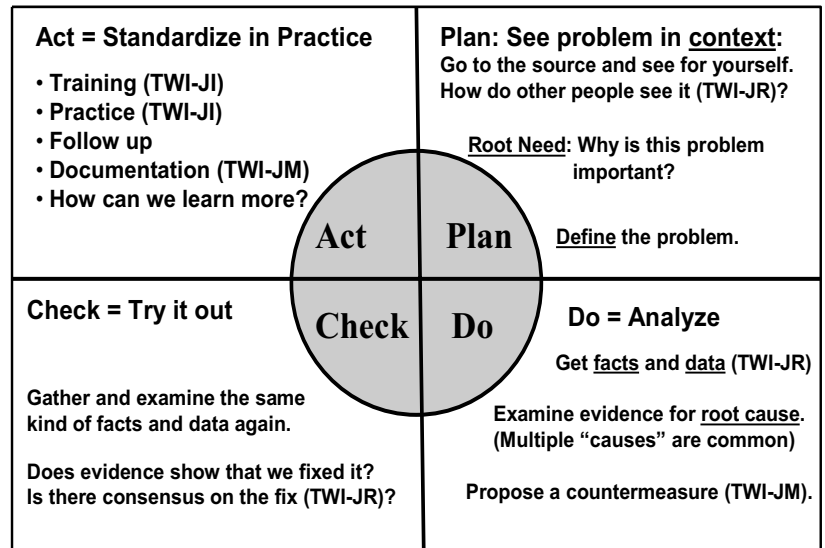 Act = Standardize in Practice
• Training (TWI-JI)
• Practice (TWI-JI)
• Follow up
• Documentation (TWI-JM)
• How can we learn more?
Plan: See problem in context:
Go to the source and see for yourself.
How do other people see it (TWI-JR)?
Root Need: Why is this problem
important?
Define the problem.
Act
Plan
Check
Do
Check = Try it out
Gather and examine the same
kind of facts and data again.
Does evidence show that we fixed it?
Is there consensus on the fix (TWI-JR)?
Do = Analyze
Get facts and data (TWI-JR)
Examine evidence for root cause.
(Multiple “causes” are common)
Propose a countermeasure (TWI-JM).